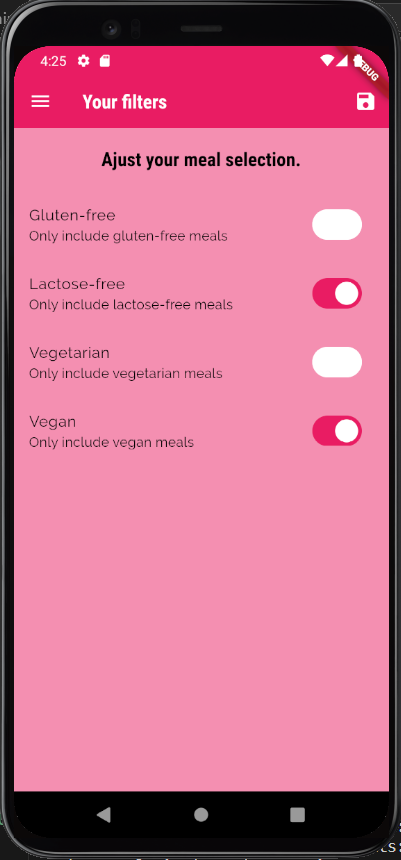 4:25
DEBUG
Your filters
Ajust your meal selection.
Gluten-free
Only include gluten-free meals
Lactose-free
Only include lactose-free meals
Vegetarian
Only include vegetarian meals
Vegan
Only include vegan meals